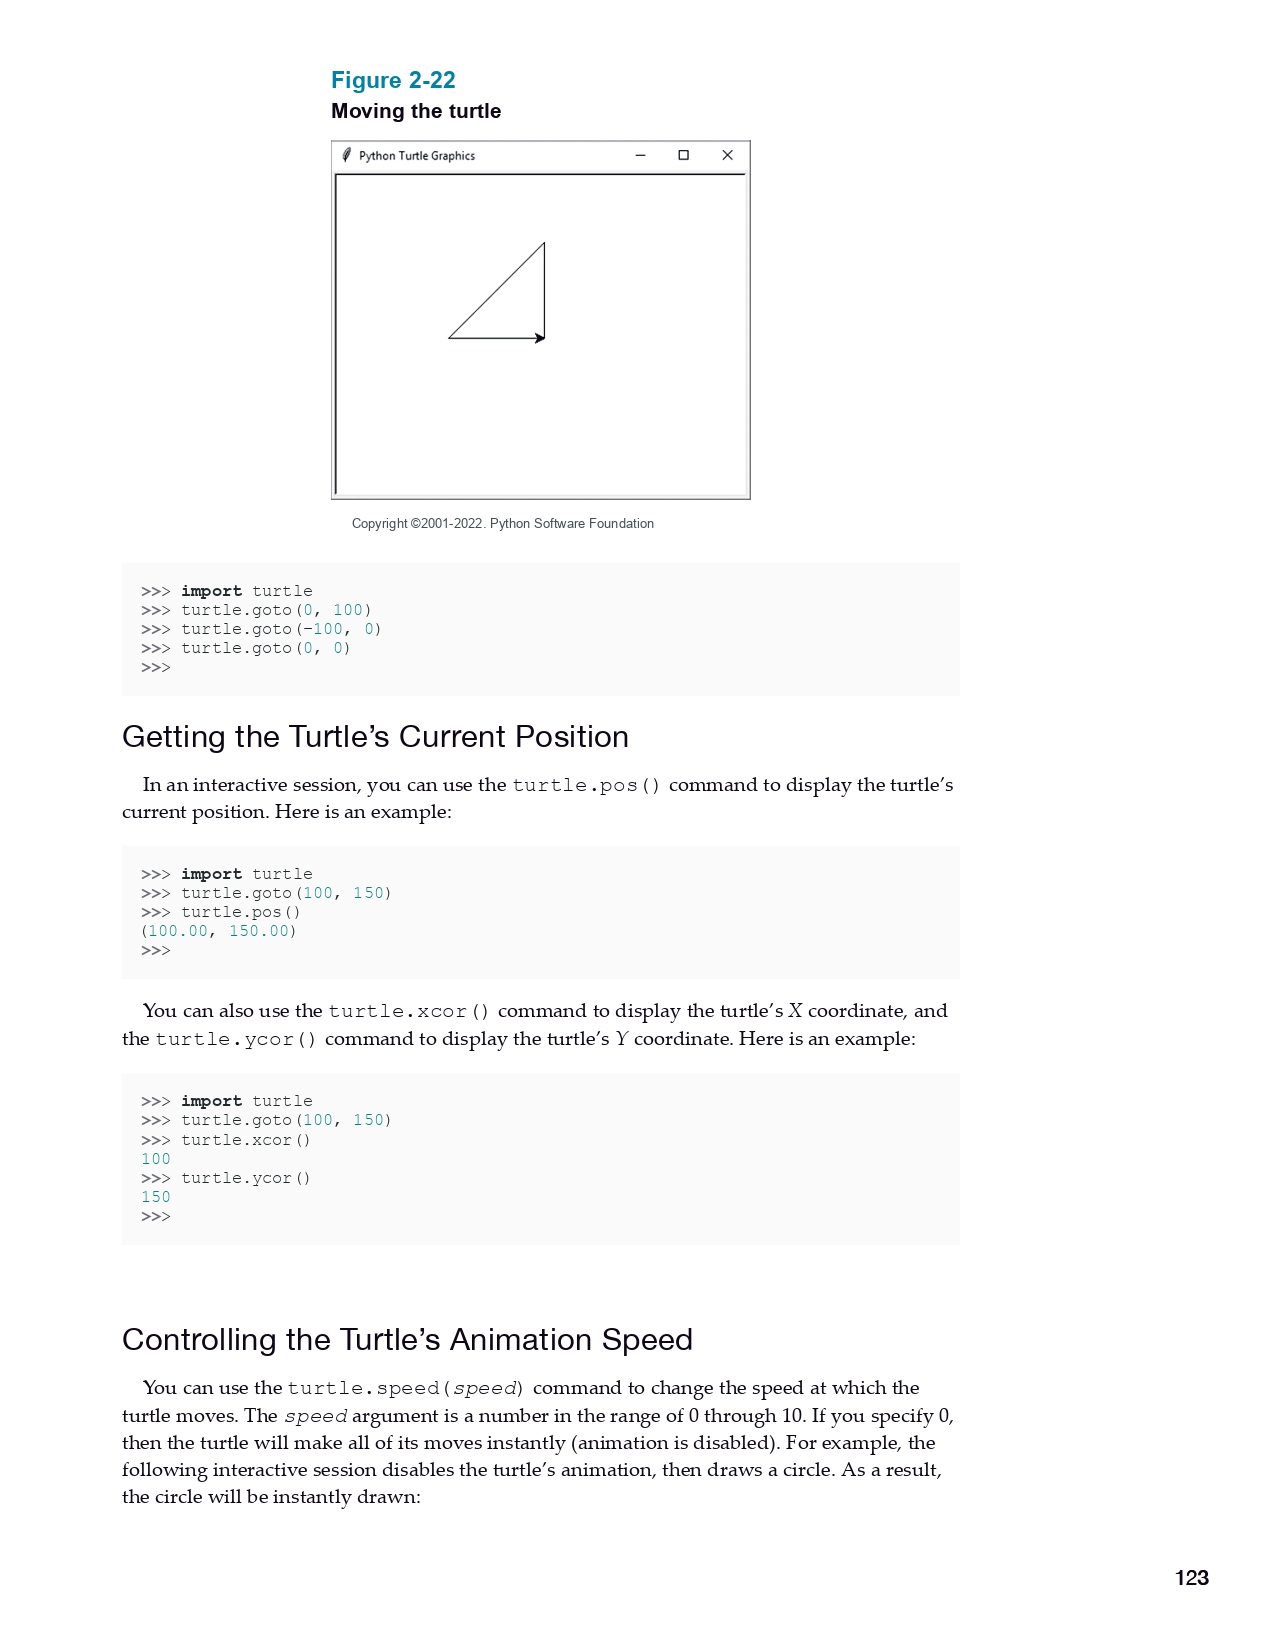 Figure 2-22
Moving the turtle
Python Turtle Graphics
Copyright ©2001-2022. Python Software Foundation
>>> import turtle
>>> turtle.goto(0, 100)
>>> turtle.goto(−100, 0)
>>> turtle.goto(0, 0)
>>>
Getting the Turtle’s Current Position
In an interactive session, you can use the turtle.pos() command to display the turtle’s
current position. Here is an example:
>>> import turtle
>>> turtle.goto(100, 150)
>>> turtle.pos()
(100.00, 150.00)
>>>
You can also use the turtle.xcor() command to display the turtle’s X coordinate, and
the turtle.ycor() command to display the turtle’s Y coordinate. Here is an example:
>>> import turtle
>>> turtle.goto(100, 150)
>>> turtle.xcor()
100
>>> turtle.ycor()
150
>>>
Controlling the Turtle’s Animation Speed
You can use the turtle.speed(speed) command to change the speed at which the
turtle moves. The speed argument is a number in the range of 0 through 10. If you specify 0,
then the turtle will make all of its moves instantly (animation is disabled). For example, the
following interactive session disables the turtle’s animation, then draws a circle. As a result,
the circle will be instantly drawn:
123